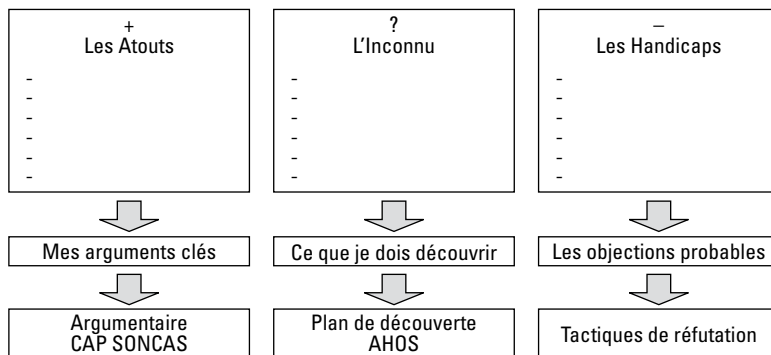 +
Les Atouts
-
-
-
-
-
-
?
L'Inconnu
-
-
-
-
-
-
–
Les Handicaps
-
-
-
-
-
-
Mes arguments clés
Ce que je dois découvrir
Les objections probables
Argumentaire
CAP SONCAS
Plan de découverte
AHOS
Tactiques de réfutation